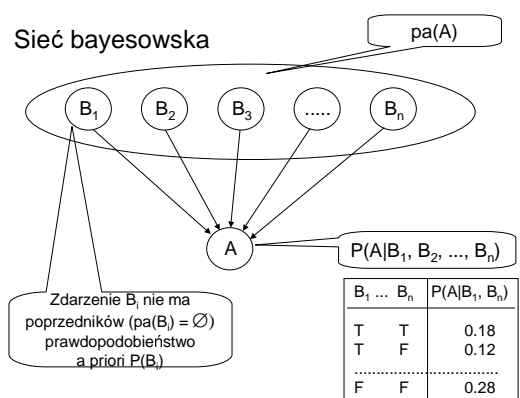 Sieć bayesowska
pa(A)
B₁ B₂ B₃ ..... Bₙ
A
P(A|B₁, B₂, ..., Bₙ)
Zdarzenie Bᵢ nie ma
poprzedników (pa(Bᵢ) = ∅)
prawdopodobieństwo
a priori P(Bᵢ)
B₁ ... Bₙ P(A|B₁, Bₙ)
T T 0.18
T F 0.12
..................................
F F 0.28